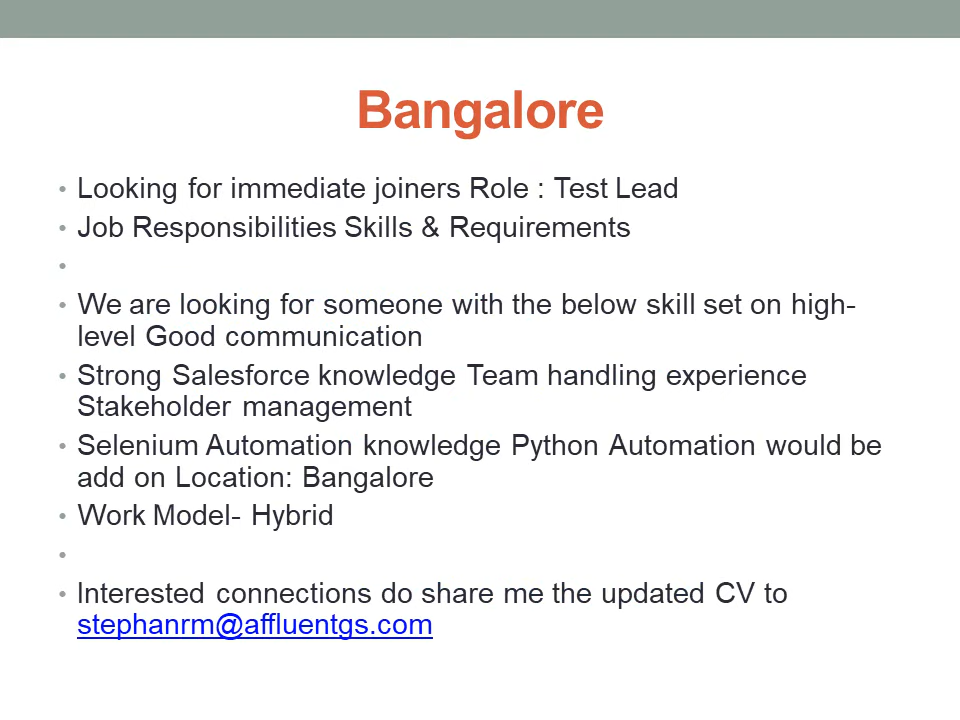 Bangalore
• Looking for immediate joiners Role : Test Lead
• Job Responsibilities Skills & Requirements
•
• We are looking for someone with the below skill set on high-
level Good communication
• Strong Salesforce knowledge Team handling experience
Stakeholder management
• Selenium Automation knowledge Python Automation would be
add on Location: Bangalore
• Work Model- Hybrid
•
• Interested connections do share me the updated CV to
stephanrm@affluentgs.com